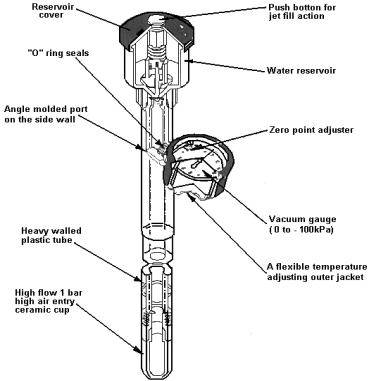 Reservoir
cover
Push botton for
jet fill action
"O" ring seals
Water reservoir
Angle molded port
on the side wall
Zero point adjuster
Vacuum gauge
( 0 to - 100kPa)
Heavy walled
plastic tube
A flexible temperature
adjusting outer jacket
High flow 1 bar
high air entry
ceramic cup